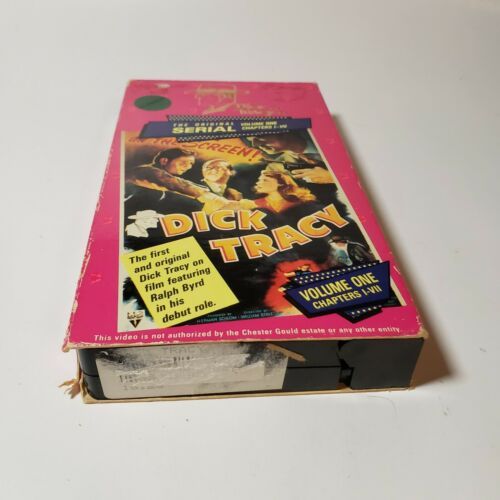 THE ORIGINAL
SERIAL
VOLUME ONE
CHAPTERS I-VII
THE SCREEN!
DICK
TRACY
The first
and original
Dick Tracy on
film featuring
Ralph Byrd
in his
debut role.
VOLUME ONE
CHAPTERS I-VII
This video is not authorized by the Chester Gould estate or any other entity.
TRACY